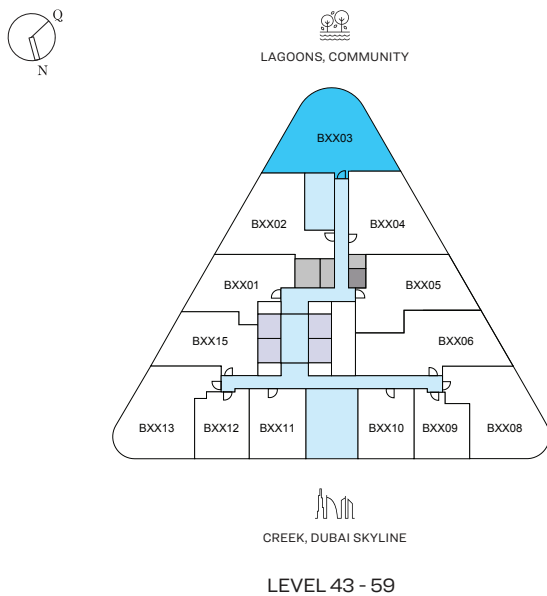 Q
N
LAGOONS, COMMUNITY
BXX03
BXX02
BXX04
BXX01
BXX05
BXX15
BXX06
BXX13
BXX12
BXX11
BXX10
BXX09
BXX08
CREEK, DUBAI SKYLINE
LEVEL 43 - 59